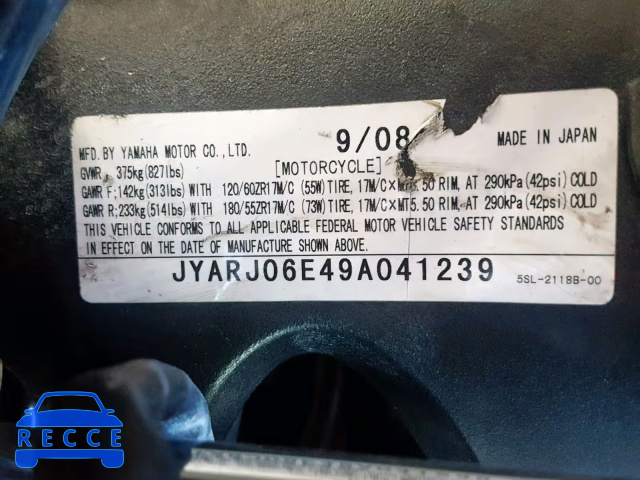 MFD. BY YAMAHA MOTOR CO., LTD. 9/08 MADE IN JAPAN
GVWR 375kg(827lbs) [MOTORCYCLE]
GAWR F;142kg(313lbs) WITH 120/60ZR17M/C (55W)TIRE, 17M/C×MT 50 RIM, AT 290kPa(42psi)COLD
GAWR R;233kg(514lbs) WITH 180/55ZR17M/C (73W)TIRE, 17M/C×MT5.50 RIM, AT 290kPa(42psi)COLD
THIS VEHICLE CONFORMS TO ALL APPLICABLE FEDERAL MOTOR VEHICLE SAFETY STANDARDS
IN EFFECT ON THE DATE OF MANUFACTURE SHOWN ABOVE.
JYARJ06E49A041239 5SL-2118B-00
RECCE